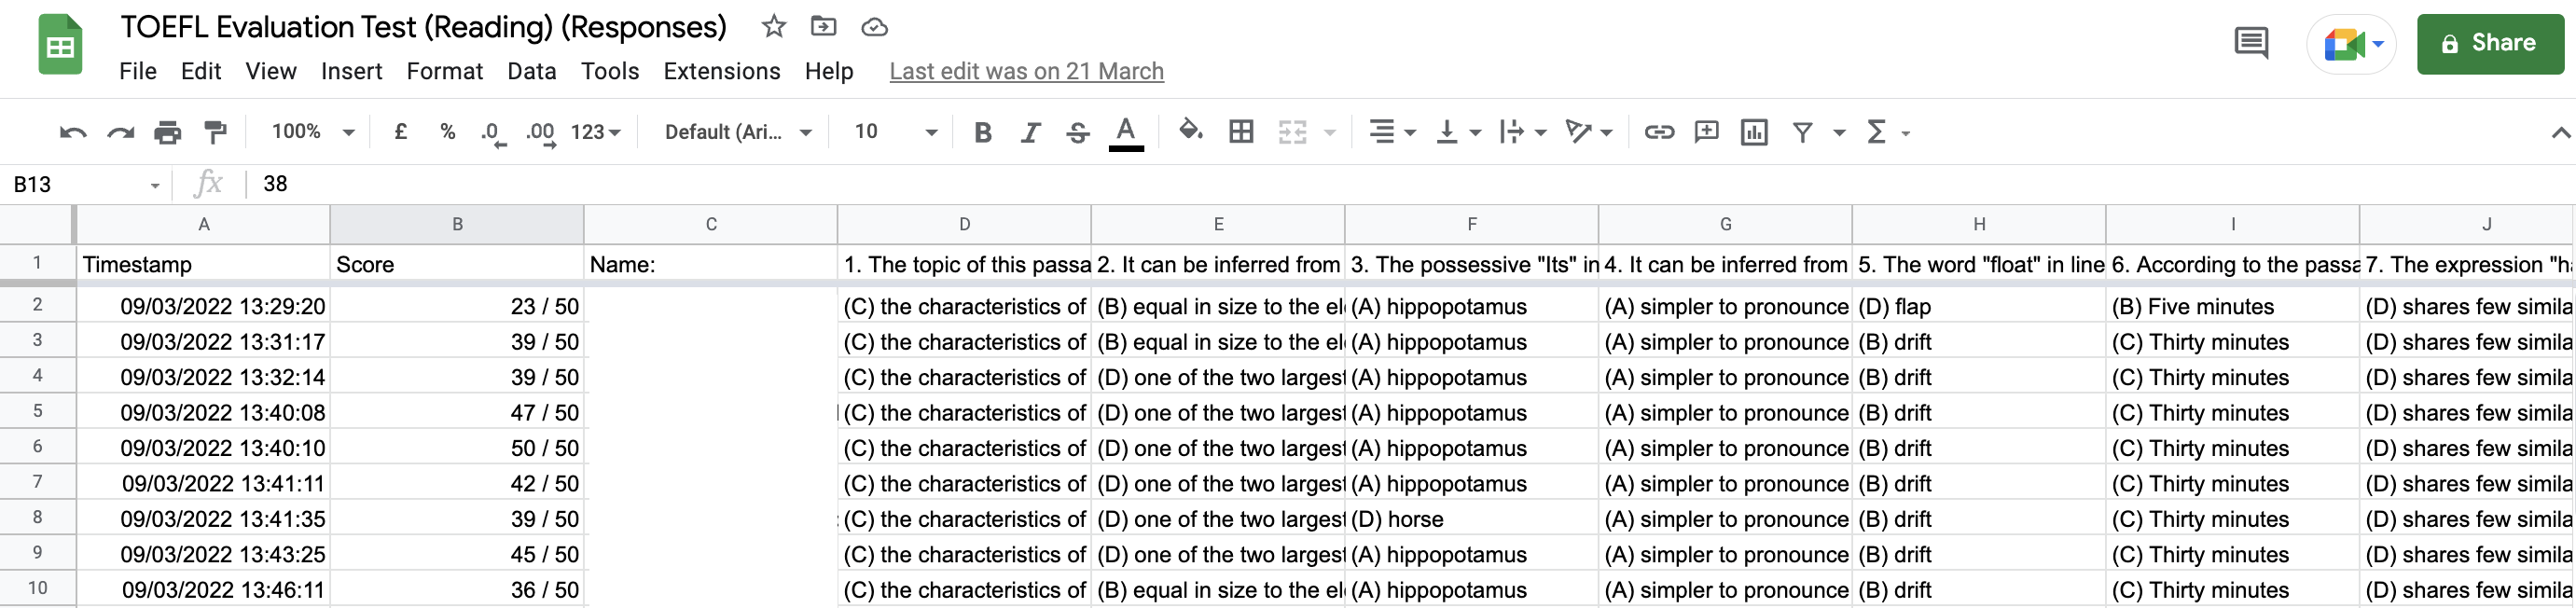 TOEFL Evaluation Test (Reading) (Responses)
File Edit View Insert Format Data Tools Extensions Help Last edit was on 21 March
Share
100% £ % .0 .00 123 Default (Ari... 10 B I S A Σ
B13 fx 38
A B C D E F G H I J
1 Timestamp Score Name: 1. The topic of this passa 2. It can be inferred from 3. The possessive "Its" in 4. It can be inferred from 5. The word "float" in line 6. According to the passa 7. The expression "h
2 09/03/2022 13:29:20 23 / 50 (C) the characteristics of (B) equal in size to the el (A) hippopotamus (A) simpler to pronounce (D) flap (B) Five minutes (D) shares few simila
3 09/03/2022 13:31:17 39 / 50 (C) the characteristics of (B) equal in size to the el (A) hippopotamus (A) simpler to pronounce (B) drift (C) Thirty minutes (D) shares few simila
4 09/03/2022 13:32:14 39 / 50 (C) the characteristics of (D) one of the two largest (A) hippopotamus (A) simpler to pronounce (B) drift (C) Thirty minutes (D) shares few simila
5 09/03/2022 13:40:08 47 / 50 (C) the characteristics of (D) one of the two largest (A) hippopotamus (A) simpler to pronounce (B) drift (C) Thirty minutes (D) shares few simila
6 09/03/2022 13:40:10 50 / 50 (C) the characteristics of (D) one of the two largest (A) hippopotamus (A) simpler to pronounce (B) drift (C) Thirty minutes (D) shares few simila
7 09/03/2022 13:41:11 42 / 50 (C) the characteristics of (D) one of the two largest (A) hippopotamus (A) simpler to pronounce (B) drift (C) Thirty minutes (D) shares few simila
8 09/03/2022 13:41:35 39 / 50 (C) the characteristics of (D) one of the two largest (D) horse (A) simpler to pronounce (B) drift (C) Thirty minutes (D) shares few simila
9 09/03/2022 13:43:25 45 / 50 (C) the characteristics of (D) one of the two largest (A) hippopotamus (A) simpler to pronounce (B) drift (C) Thirty minutes (D) shares few simila
10 09/03/2022 13:46:11 36 / 50 (C) the characteristics of (B) equal in size to the el (A) hippopotamus (A) simpler to pronounce (B) drift (C) Thirty minutes (D) shares few simila